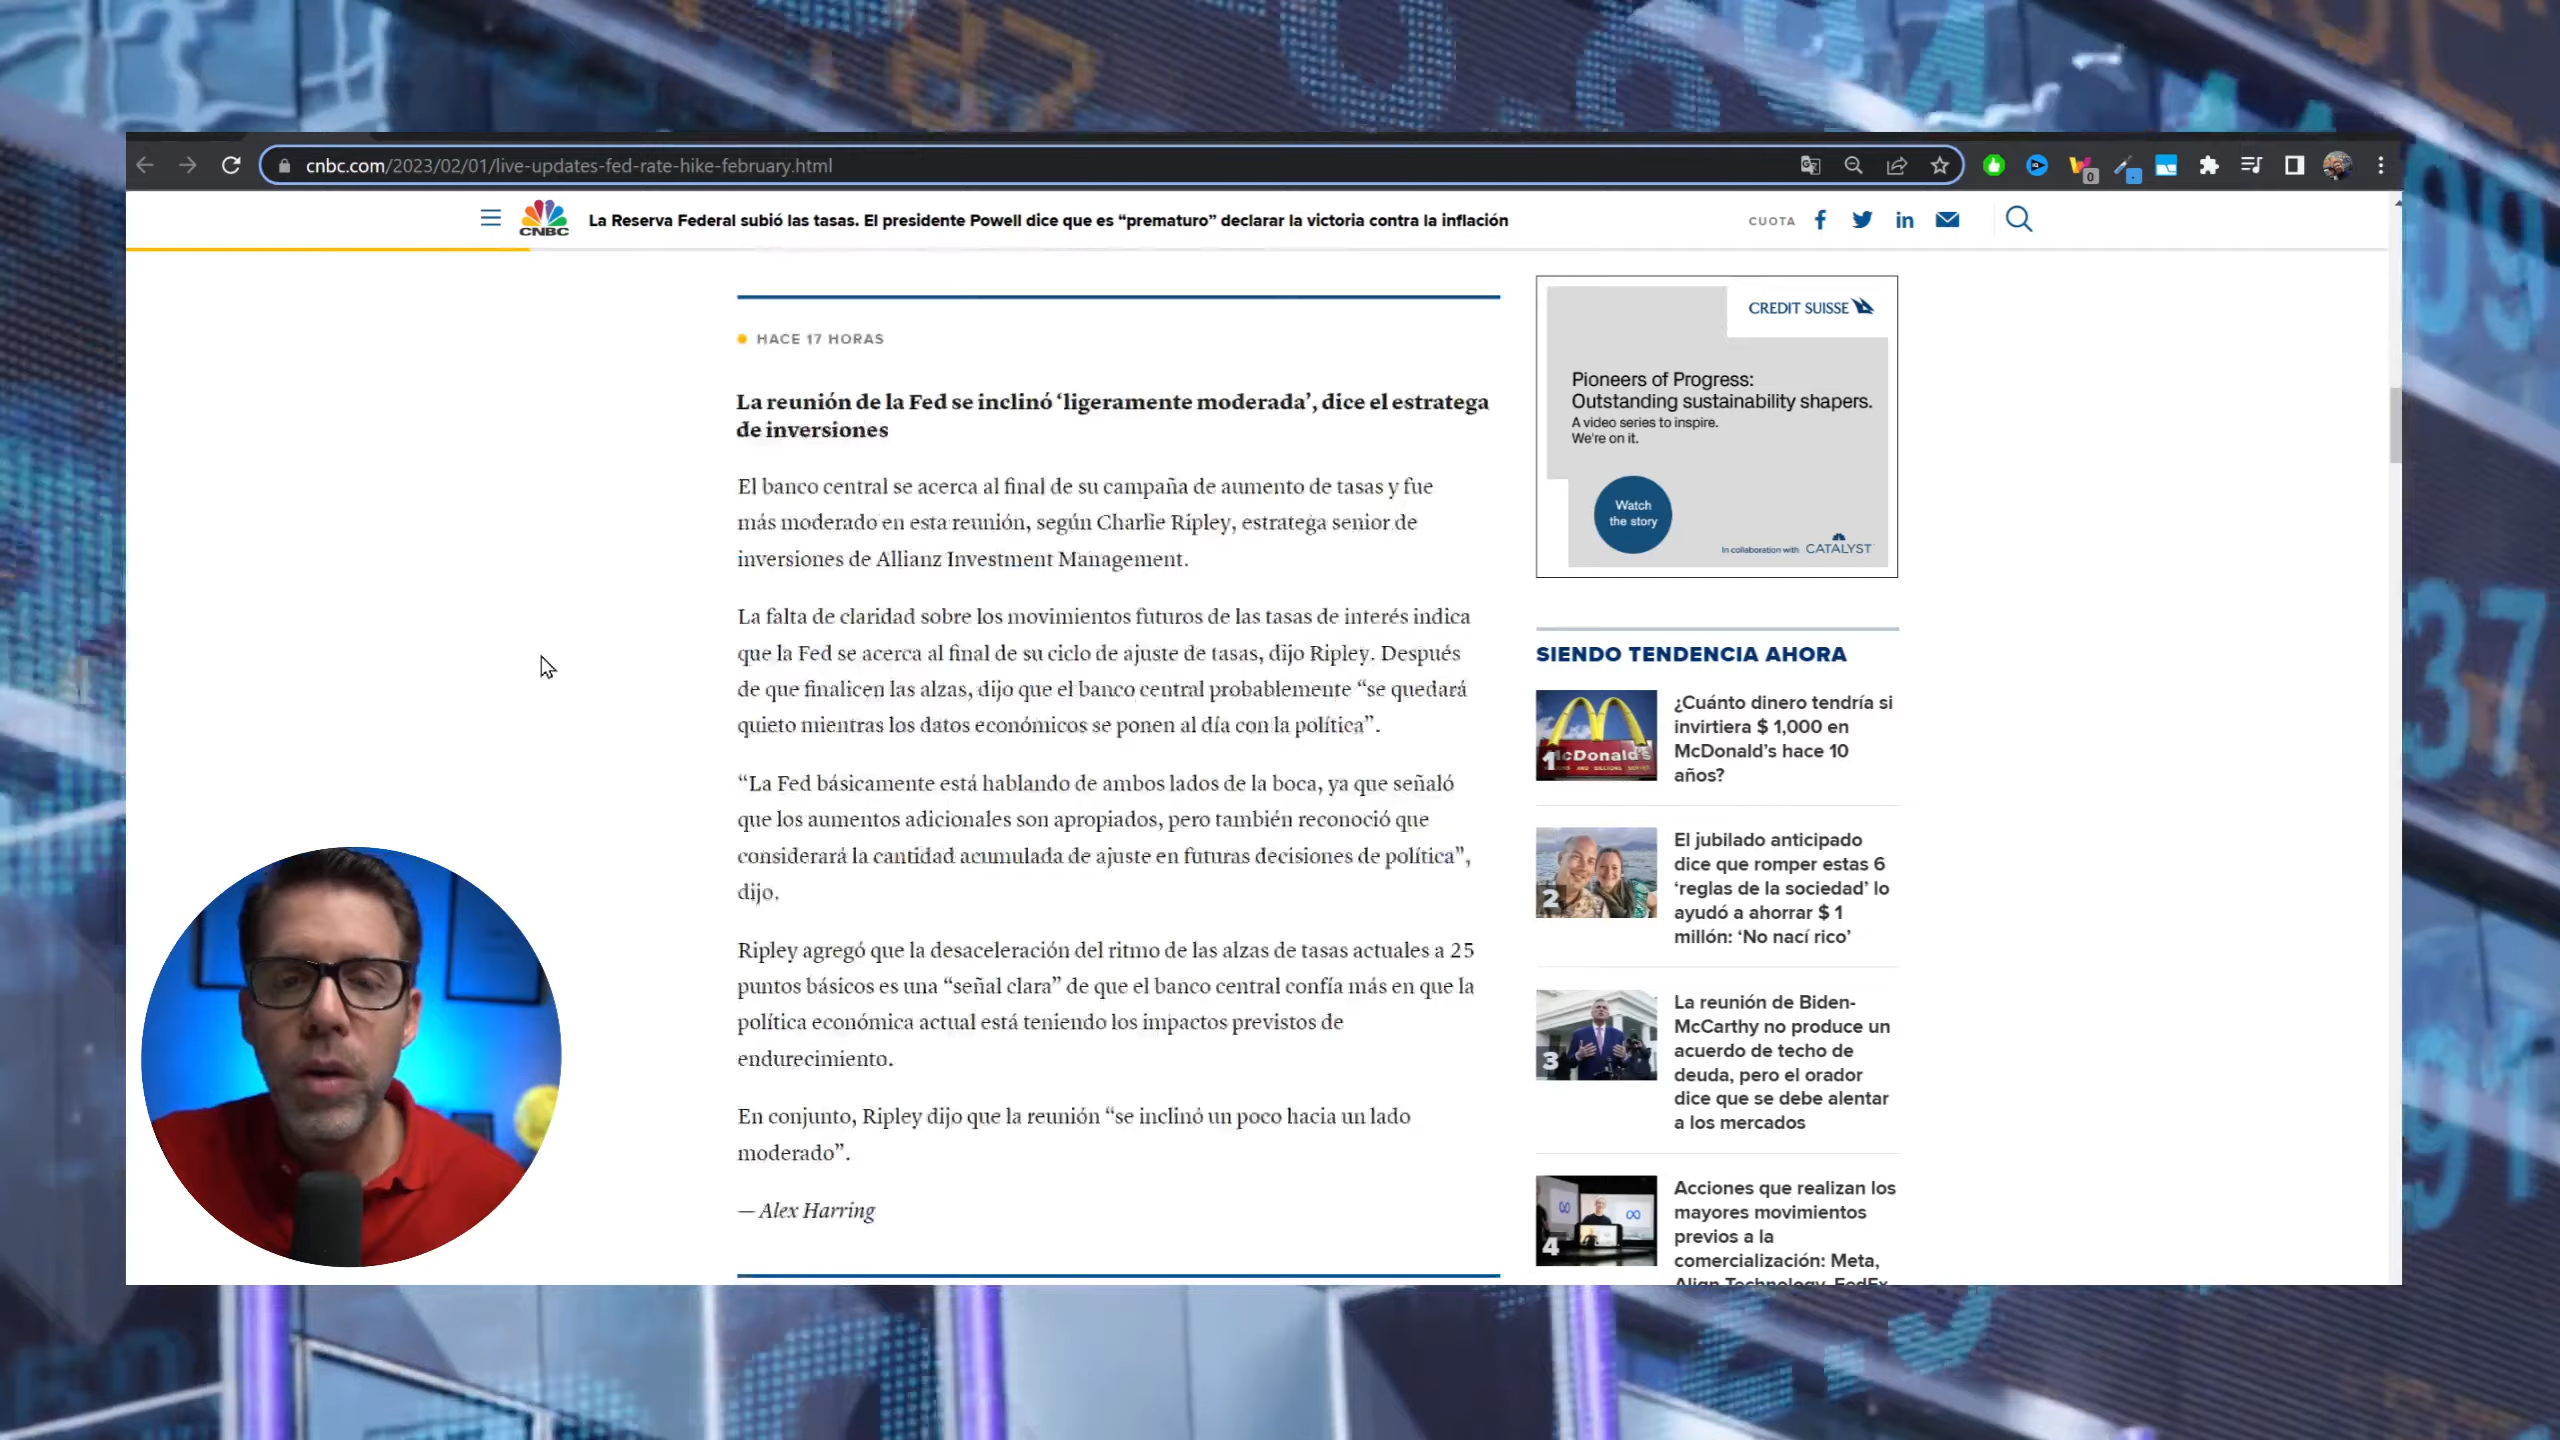 cnbc.com/2023/02/01/live-updates-fed-rate-hike-february.html
0
CNBC
La Reserva Federal subió las tasas. El presidente Powell dice que es “prematuro” declarar la victoria contra la inflación
CUOTA
HACE 17 HORAS
La reunión de la Fed se inclinó ‘ligeramente moderada’, dice el estratega
de inversiones
El banco central se acerca al final de su campaña de aumento de tasas y fue
más moderado en esta reunión, según Charlie Ripley, estratega senior de
inversiones de Allianz Investment Management.
La falta de claridad sobre los movimientos futuros de las tasas de interés indica
que la Fed se acerca al final de su ciclo de ajuste de tasas, dijo Ripley. Después
de que finalicen las alzas, dijo que el banco central probablemente “se quedará
quieto mientras los datos económicos se ponen al día con la política”.
“La Fed básicamente está hablando de ambos lados de la boca, ya que señaló
que los aumentos adicionales son apropiados, pero también reconoció que
considerará la cantidad acumulada de ajuste en futuras decisiones de política”,
dijo.
Ripley agregó que la desaceleración del ritmo de las alzas de tasas actuales a 25
puntos básicos es una “señal clara” de que el banco central confía más en que la
política económica actual está teniendo los impactos previstos de
endurecimiento.
En conjunto, Ripley dijo que la reunión “se inclinó un poco hacia un lado
moderado”.
— Alex Harring
CREDIT SUISSE
Pioneers of Progress:
Outstanding sustainability shapers.
A video series to inspire.
We're on it.
Watch
the story
In collaboration with CATALYST
SIENDO TENDENCIA AHORA
1
McDonald's
¿Cuánto dinero tendría si
invirtiera $ 1,000 en
McDonald’s hace 10
años?
2
El jubilado anticipado
dice que romper estas 6
‘reglas de la sociedad’ lo
ayudó a ahorrar $ 1
millón: ‘No nací rico’
3
La reunión de Biden-
McCarthy no produce un
acuerdo de techo de
deuda, pero el orador
dice que se debe alentar
a los mercados
4
Acciones que realizan los
mayores movimientos
previos a la
comercialización: Meta,
Align Technology, FedEx